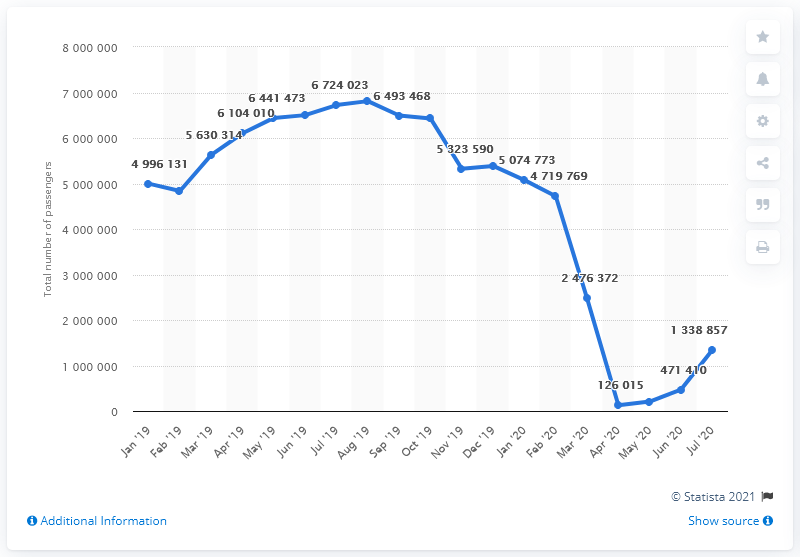 8 000 000
7 000 000
6 000 000
5 000 000
4 000 000
3 000 000
2 000 000
1 000 000
0
Total number of passengers
4 996 131
5 630 314
6 104 010
6 441 473
6 724 023
6 493 468
5 323 590
5 074 773
4 719 769
2 476 372
126 015
471 410
1 338 857
Jan '19
Feb '19
Mar '19
Apr '19
May '19
Jun '19
Jul '19
Aug '19
Sep '19
Oct '19
Nov '19
Dec '19
Jan '20
Feb '20
Mar '20
Apr '20
May '20
Jun '20
Jul '20
© Statista 2021
Additional Information
Show source